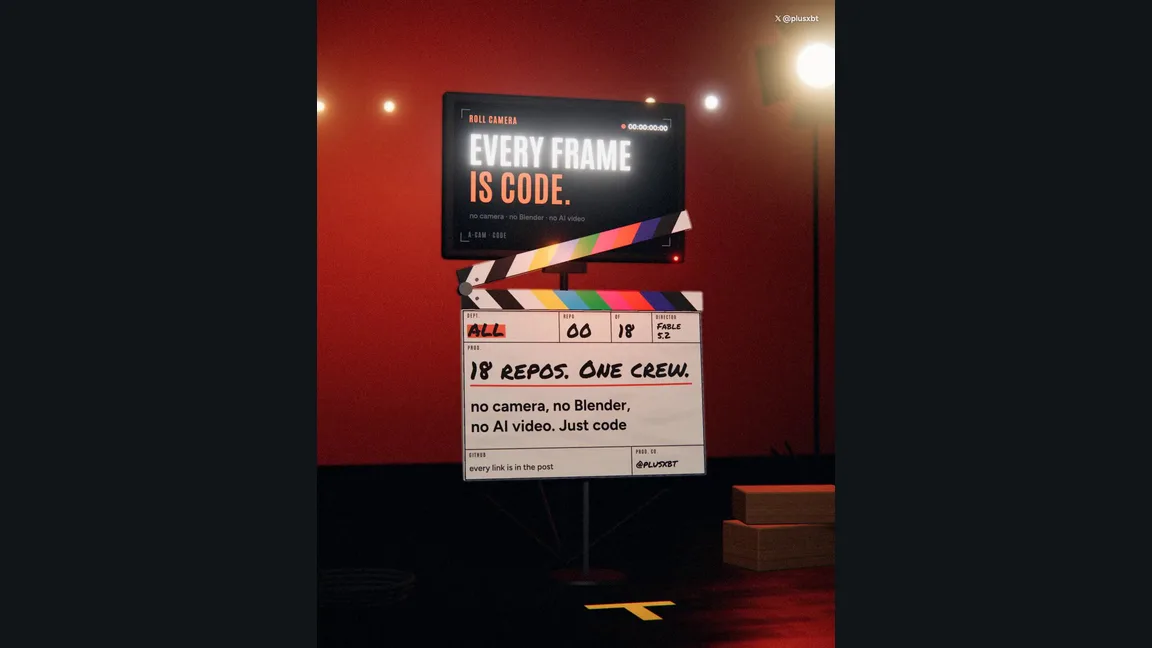 𝕏 @plusxbt
ROLL CAMERA
00:00:00:00
EVERY FRAME
IS CODE.
no camera · no Blender · no AI video
A-CAM · CODE
DEPT.
ALL
REPO
00
OF
18
DIRECTOR
FABLE
5.2
PROD.
18 REPOS. ONE CREW.
no camera, no Blender,
no AI video. Just code
GITHUB
every link is in the post
PROD. CO
@PLUSXBT